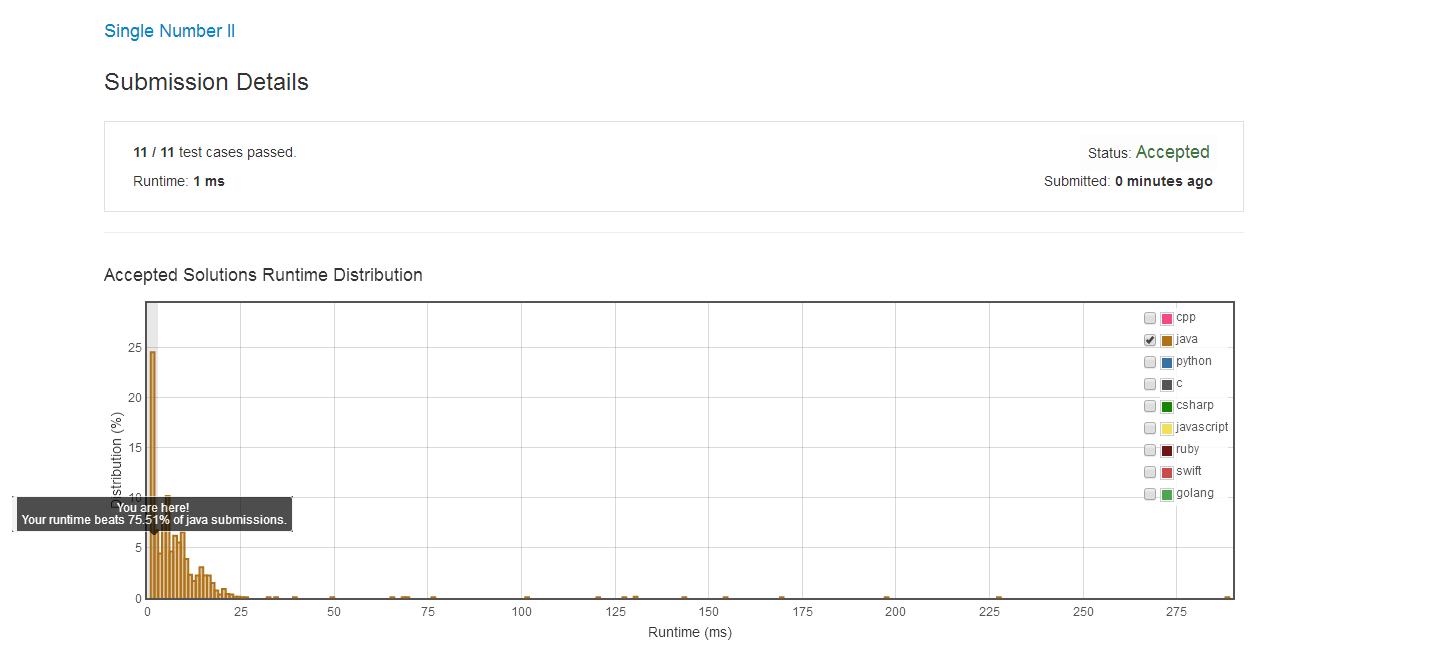 Single Number II
Submission Details
11 / 11 test cases passed.
Status: Accepted
Runtime: 1 ms
Submitted: 0 minutes ago
Accepted Solutions Runtime Distribution
cpp
java
python
c
csharp
javascript
ruby
swift
golang
25
20
15
10
5
0
Distribution (%)
You are here!
Your runtime beats 75.51% of java submissions.
0 25 50 75 100 125 150 175 200 225 250 275
Runtime (ms)